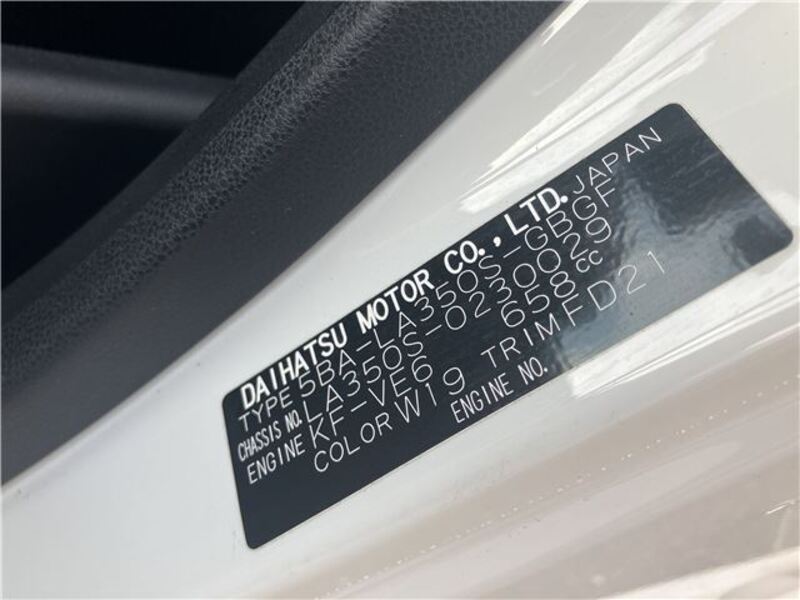 DAIHATSU MOTOR CO., LTD. JAPAN
TYPE 5BA-LA350S-GBGF
CHASSIS NO. LA350S-0230029
ENGINE KF-VE6 658cc
COLOR W19 TRIM FD21
ENGINE NO.